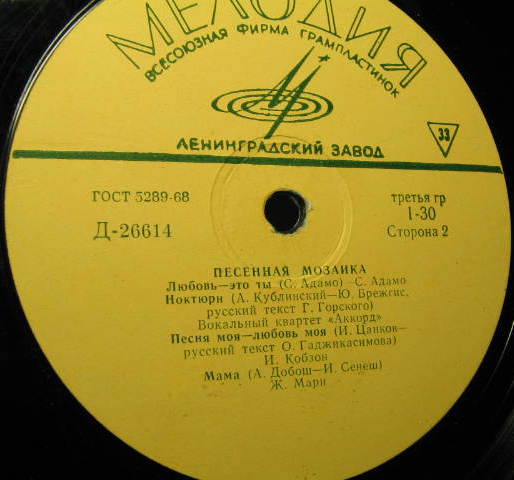 МЕЛОДИЯ
ВСЕСОЮЗНАЯ ФИРМА ГРАМПЛАСТИНОК
ЛЕНИНГРАДСКИЙ ЗАВОД
33
ГОСТ 5289-68
третья гр
Д-26614
1-30
Сторона 2
ПЕСЕННАЯ МОЗАИКА
Любовь—это ты (С. Адамо)—С. Адамо
Ноктюрн (А. Кублинский—Ю. Брежгис,
русский текст Г. Горского)
Вокальный квартет «Аккорд»
Песня моя—любовь моя (И. Цанков—
русский текст О. Гаджикасимова)
И. Кобзон
Мама (А. Добош—И. Сенеш)
Ж. Мари